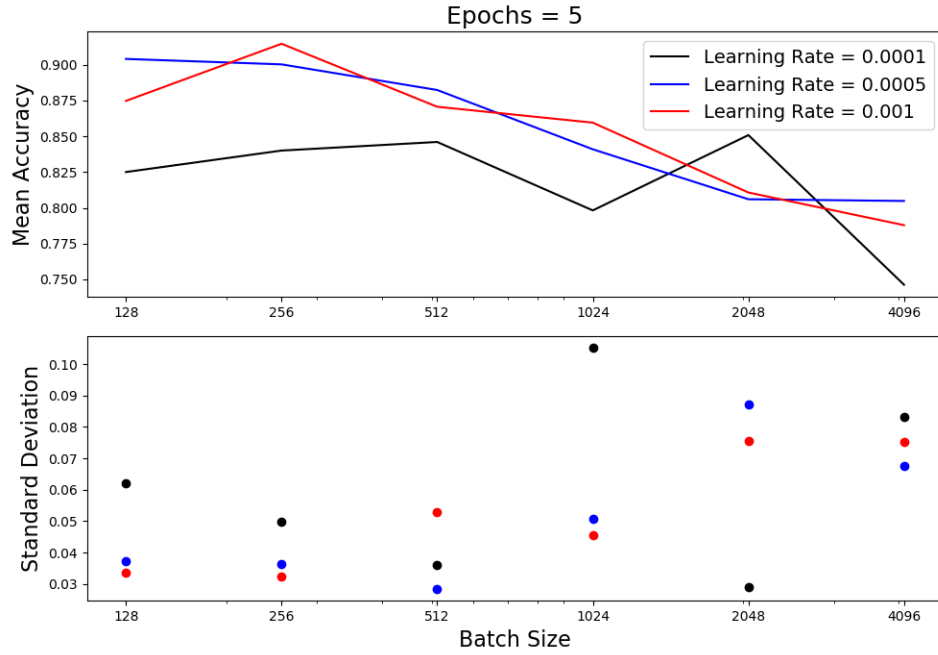 Epochs = 5
Mean Accuracy
0.900
0.875
0.850
0.825
0.800
0.775
0.750
Learning Rate = 0.0001
Learning Rate = 0.0005
Learning Rate = 0.001
128 256 512 1024 2048 4096
Standard Deviation
0.10
0.09
0.08
0.07
0.06
0.05
0.04
0.03
128 256 512 1024 2048 4096
Batch Size